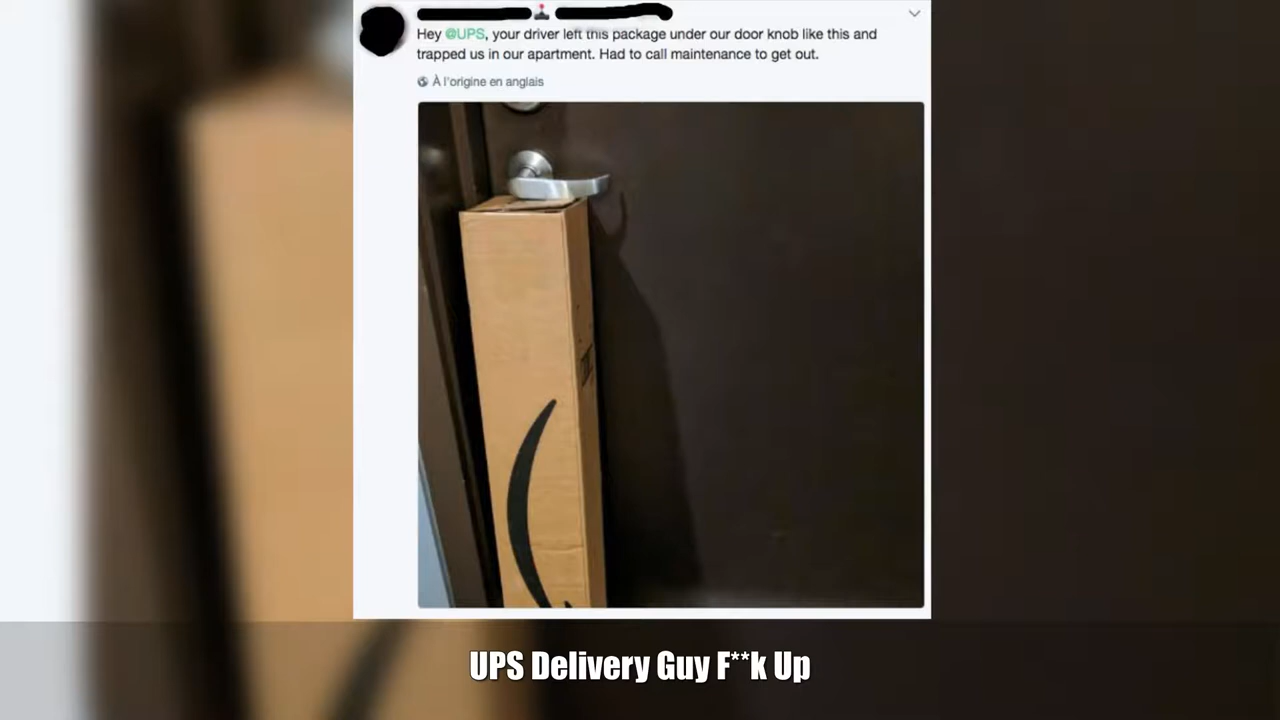 Hey @UPS, your driver left this package under our door knob like this and
trapped us in our apartment. Had to call maintenance to get out.
À l'origine en anglais
UPS Delivery Guy F**k Up